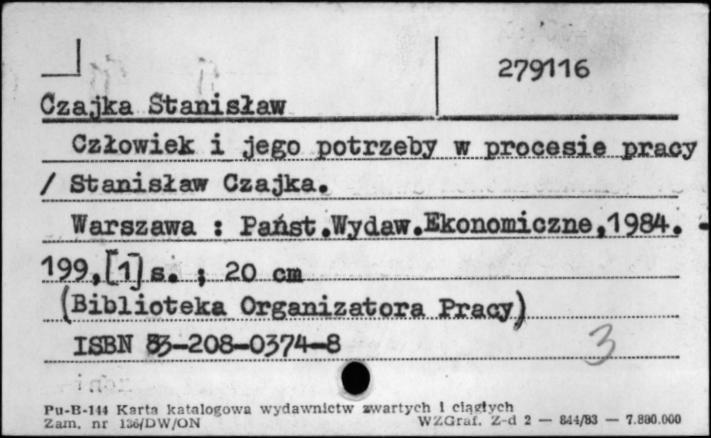 279116
Czajka Stanisław
Człowiek i jego potrzeby w procesie pracy
/ Stanisław Czajka.
Warszawa : Państ.Wydaw.Ekonomiczne,1984. -
199,[1] s. ; 20 cm
(Biblioteka Organizatora Pracy)
ISBN 83-208-0374-8
3
Pu-B-144 Karta katalogowa wydawnictw zwartych i ciągłych
Zam. nr 136/DW/ON WZGraf. Z-d 2 — 844/83 — 7.880.000